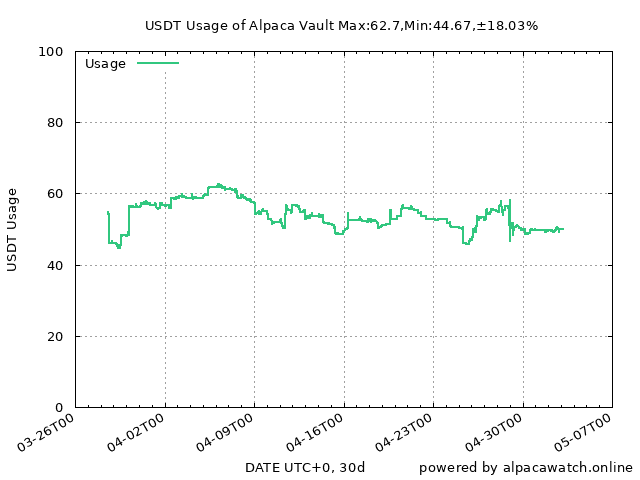 USDT Usage of Alpaca Vault Max:62.7,Min:44.67,±18.03%
Usage
100
80
60
40
20
0
USDT Usage
03-26T00 04-02T00 04-09T00 04-16T00 04-23T00 04-30T00 05-07T00
DATE UTC+0, 30d
powered by alpacawatch.online